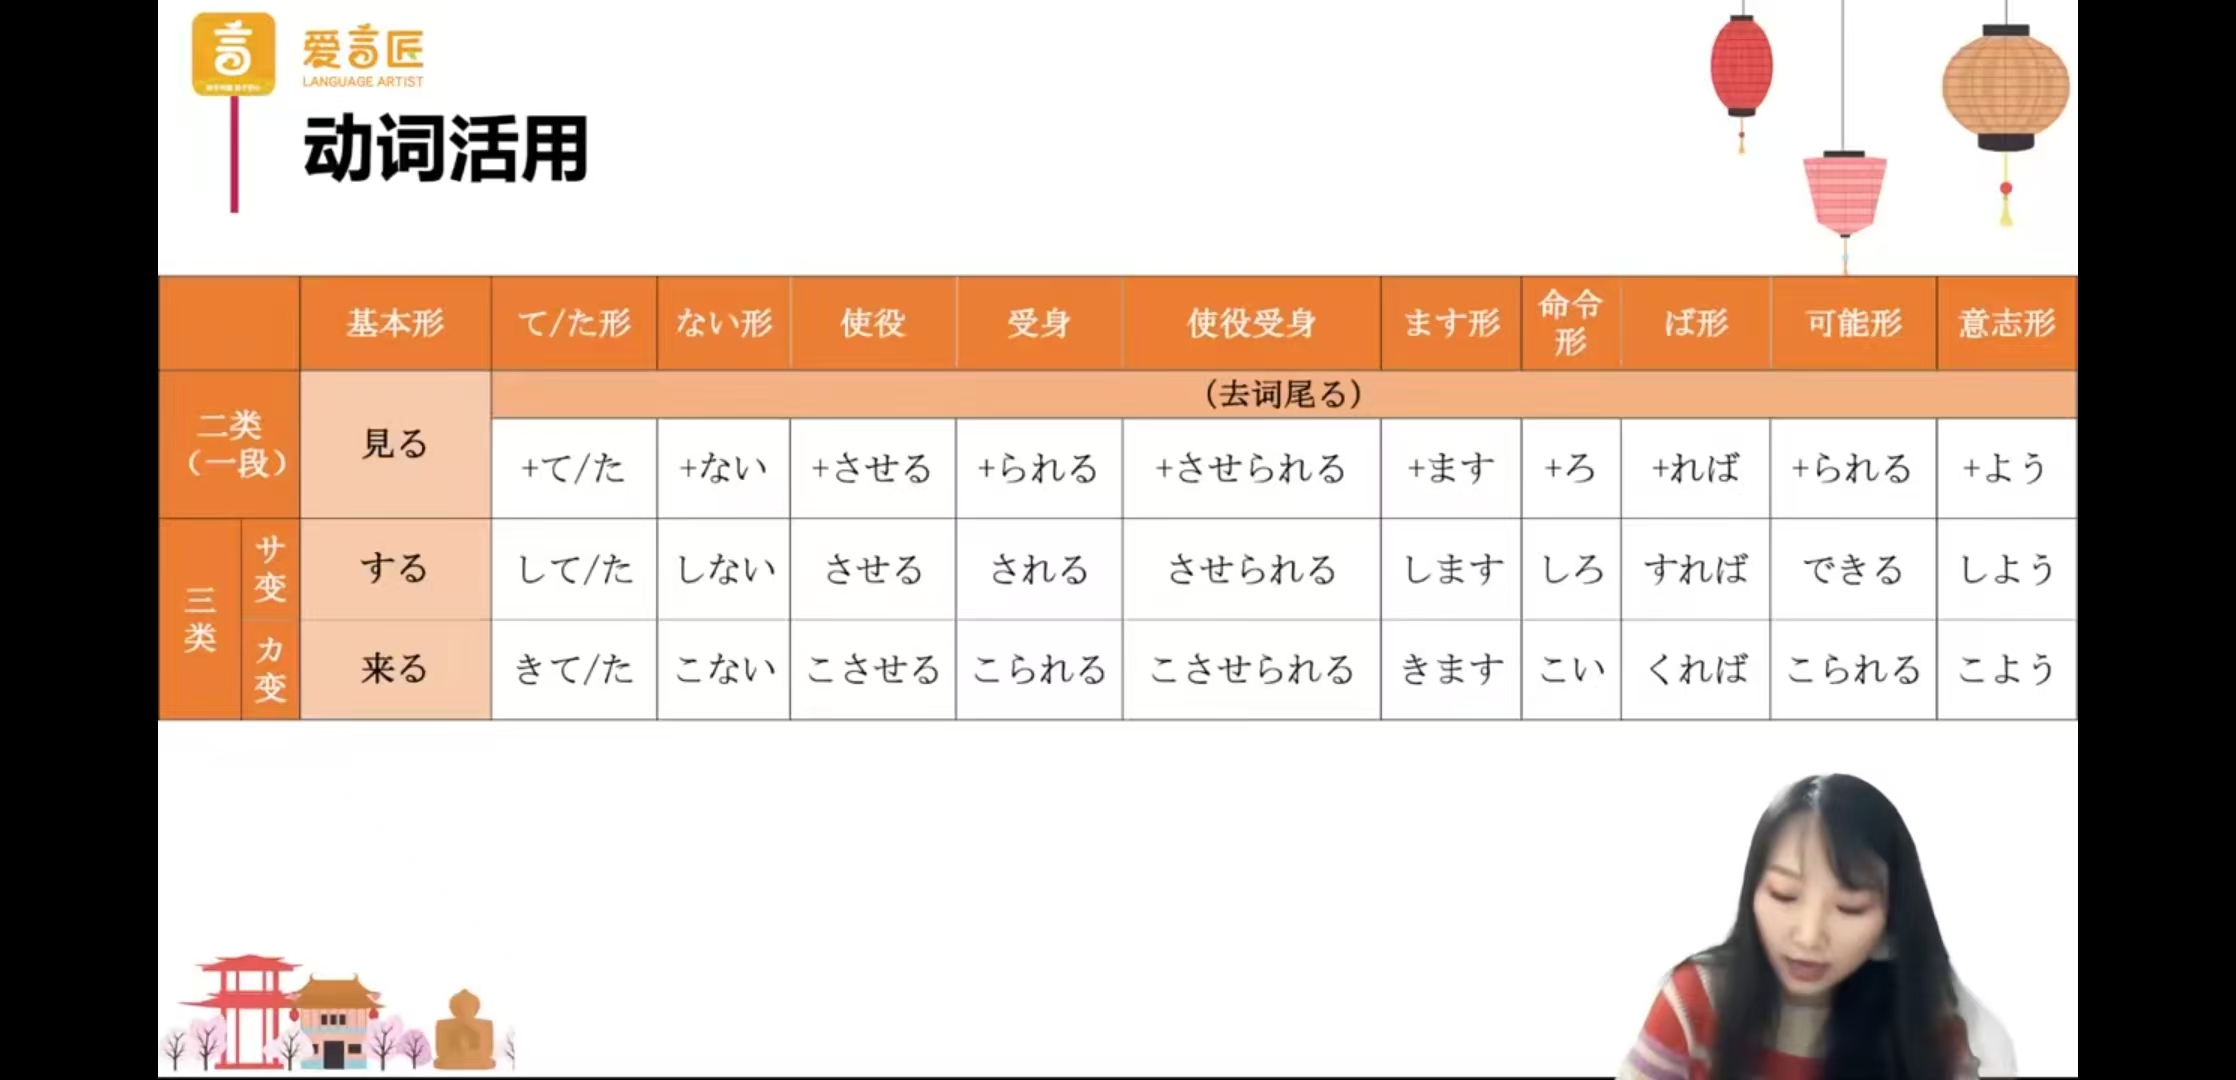 言
爱言匠
LANGUAGE ARTIST
动词活用
基本形 て/た形 ない形 使役 受身 使役受身 ます形 命令形 ば形 可能形 意志形
二类（一段） 見る （去词尾る）
+て/た +ない +させる +られる +させられる +ます +ろ +れば +られる +よう
三类 サ变 する して/た しない させる される させられる します しろ すれば できる しよう
カ变 来る きて/た こない こさせる こられる こさせられる きます こい くれば こられる こよう